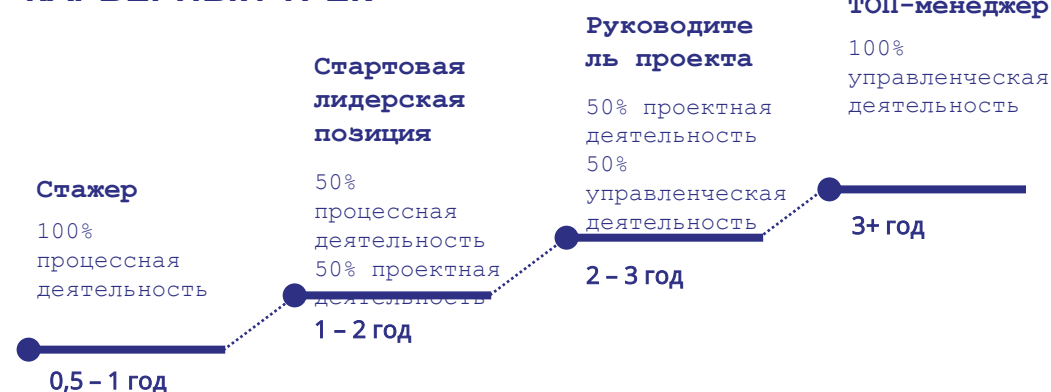 КАРЬЕРНЫЙ ТРЕК
ТОП-менеджер
100%
управленческая
деятельность
3+ год
Руководите
ль проекта
50% проектная
деятельность
50%
управленческая
деятельность
2 – 3 год
Стартовая
лидерская
позиция
50%
процессная
деятельность
50% проектная
деятельность
1 – 2 год
Стажер
100%
процессная
деятельность
0,5 – 1 год